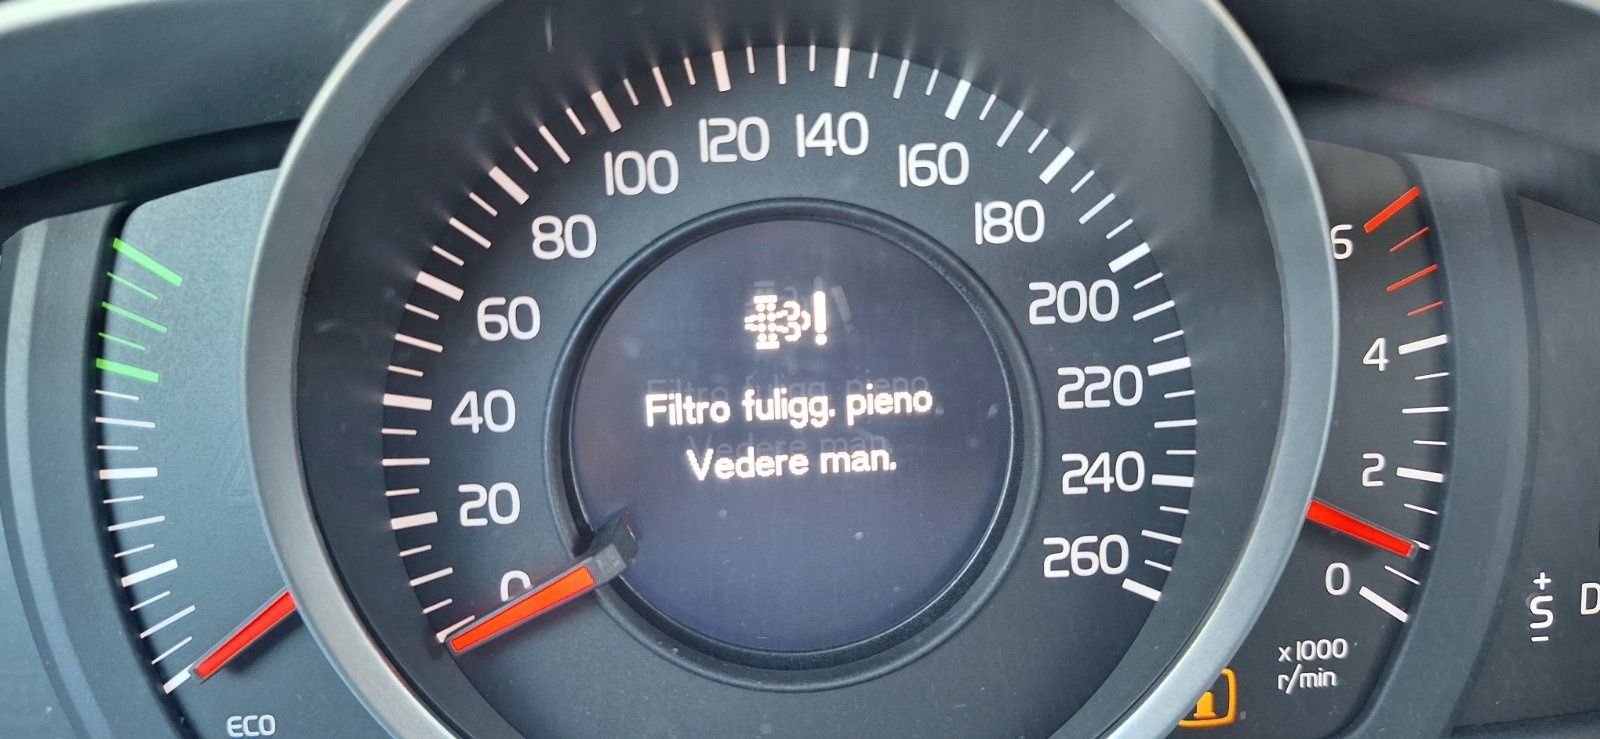 Filtro fuligg. pieno
Vedere man.
0
20
40
60
80
100
120
140
160
180
200
220
240
260
ECO
6
4
2
0
x1000
r/min
+
S
-
D